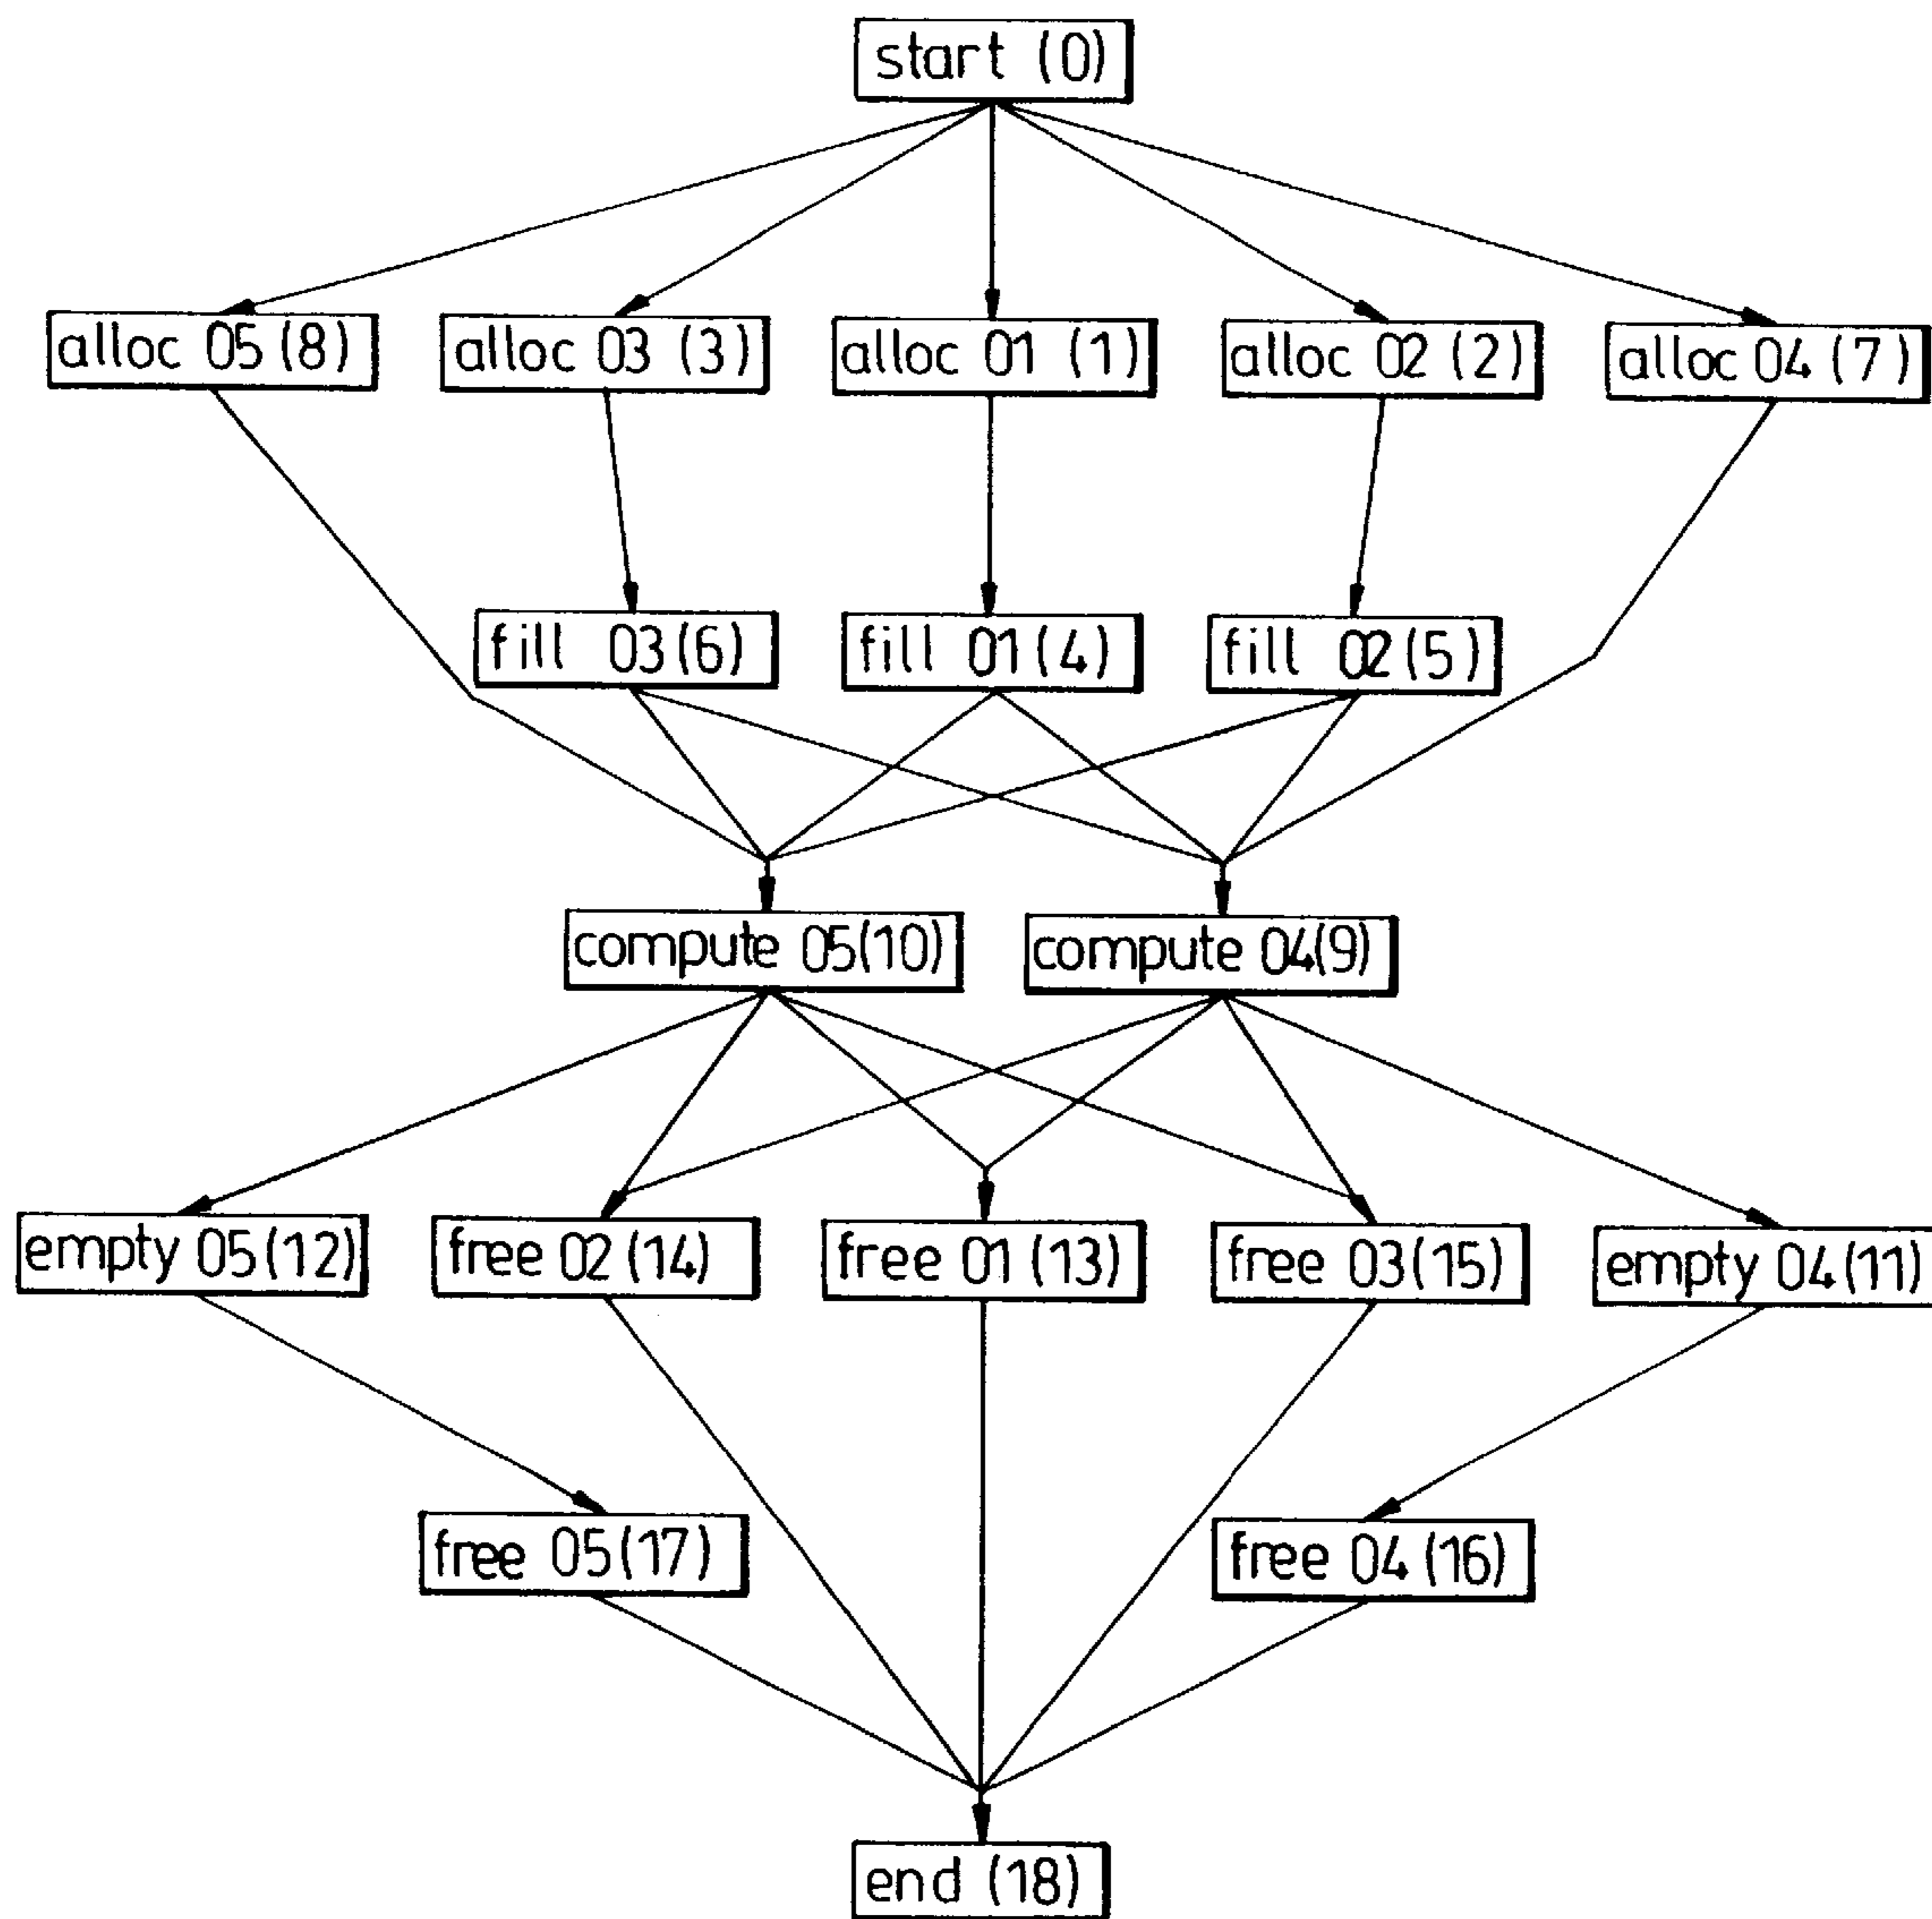 start (0)
alloc 05 (8)
alloc 03 (3)
alloc 01 (1)
alloc 02 (2)
alloc 04 (7)
fill 03 (6)
fill 01 (4)
fill 02 (5)
compute 05 (10)
compute 04 (9)
empty 05 (12)
free 02 (14)
free 01 (13)
free 03 (15)
empty 04 (11)
free 05 (17)
free 04 (16)
end (18)